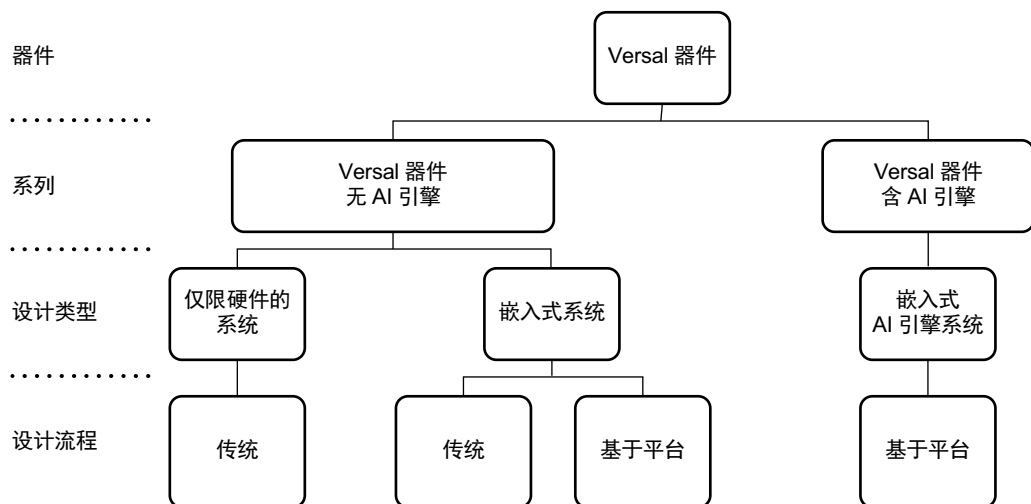 器件
Versal 器件
系列
Versal 器件
无 AI 引擎
Versal 器件
含 AI 引擎
设计类型
仅限硬件的
系统
嵌入式系统
嵌入式
AI 引擎系统
设计流程
传统
传统
基于平台
基于平台